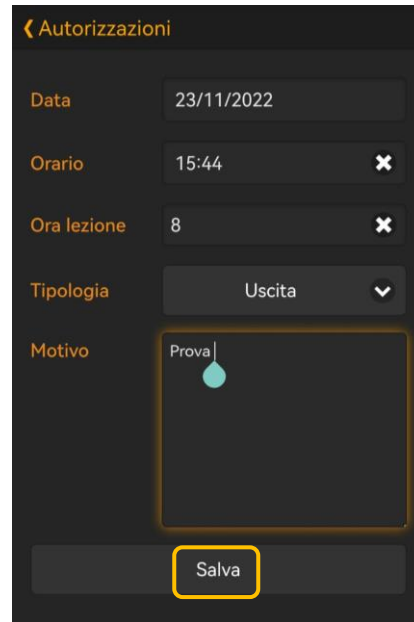 Autorizzazioni
Data 23/11/2022
Orario 15:44
Ora lezione 8
Tipologia Uscita
Motivo Prova
Salva